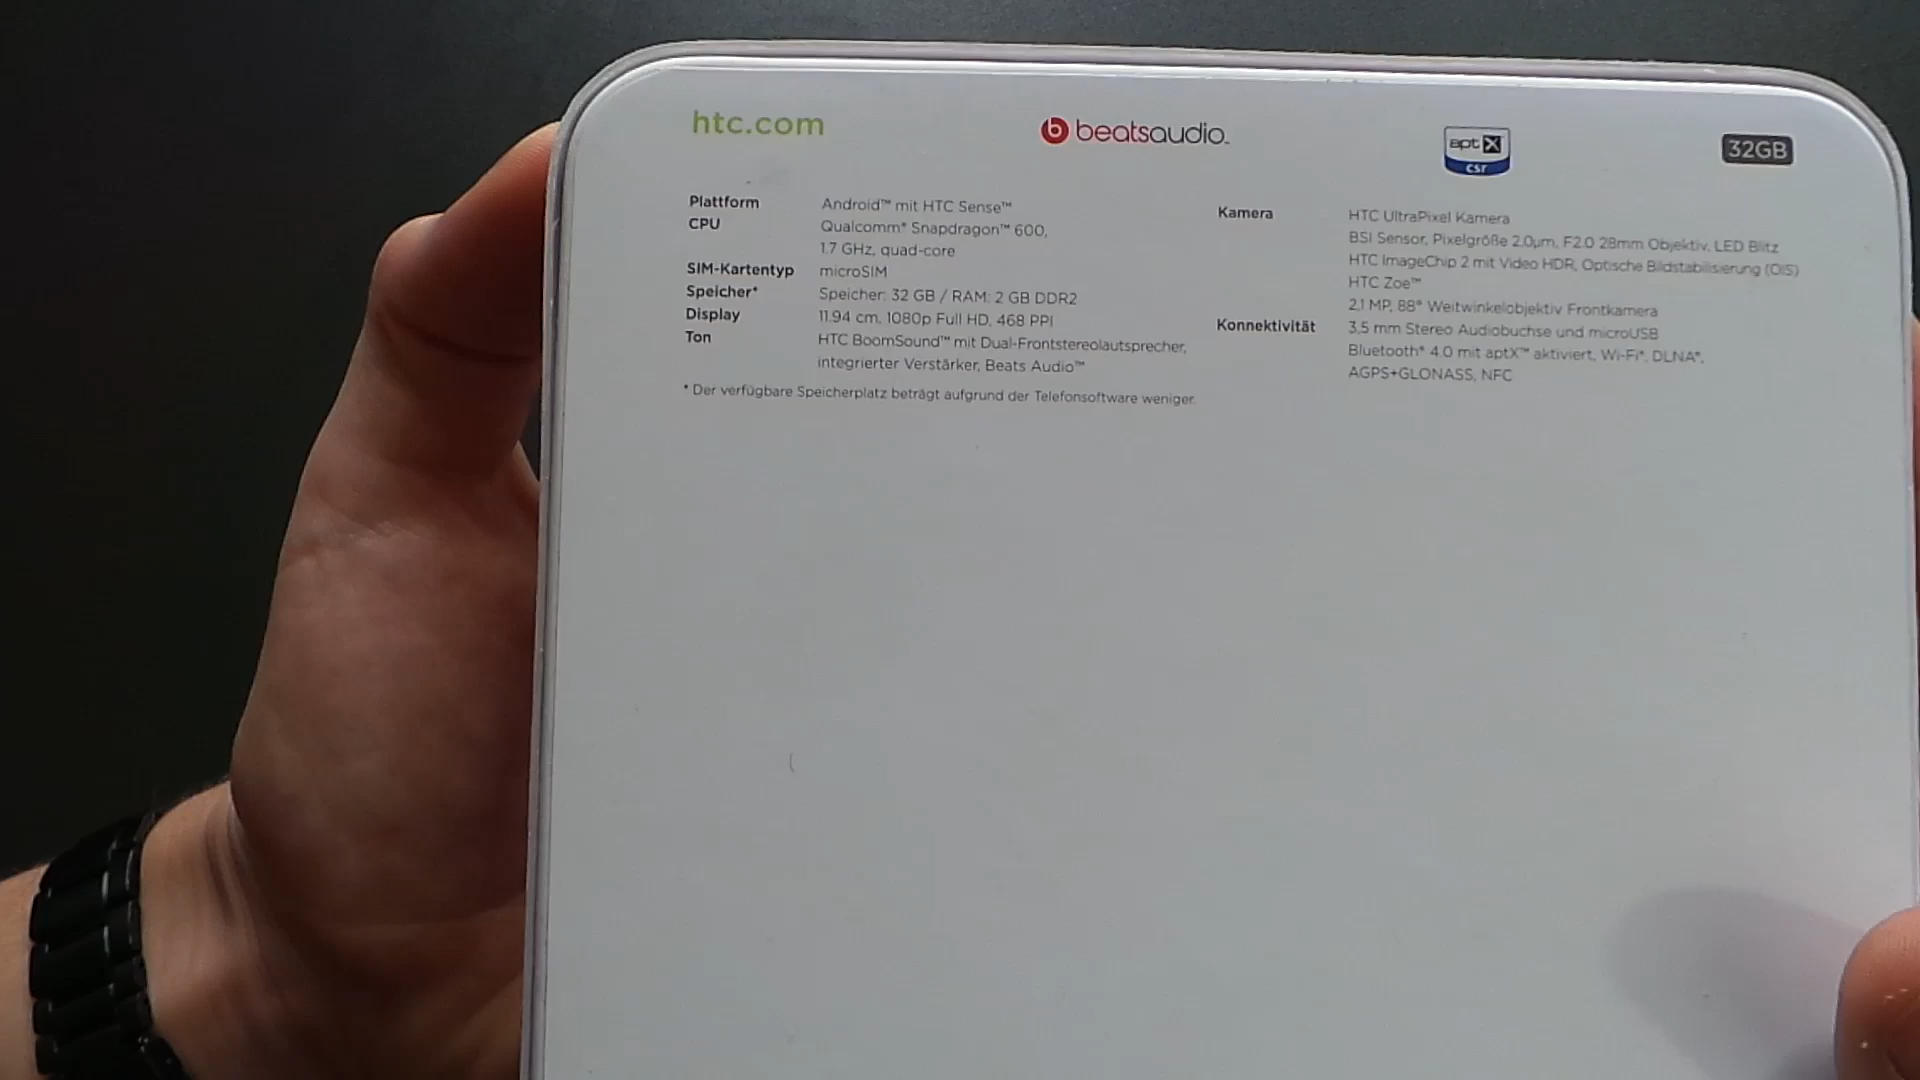 htc.com
beatsaudio™
aptX
csr
32GB
Plattform Android™ mit HTC Sense™
CPU Qualcomm® Snapdragon™ 600,
1.7 GHz, quad-core
SIM-Kartentyp microSIM
Speicher* Speicher: 32 GB / RAM: 2 GB DDR2
Display 11.94 cm, 1080p Full HD, 468 PPI
Ton HTC BoomSound™ mit Dual-Frontstereolautsprecher,
integrierter Verstärker, Beats Audio™
* Der verfügbare Speicherplatz beträgt aufgrund der Telefonsoftware weniger.
Kamera HTC UltraPixel Kamera
BSI Sensor, Pixelgröße 2.0µm, F2.0 28mm Objektiv, LED Blitz
HTC ImageChip 2 mit Video HDR, Optische Bildstabilisierung (OIS)
HTC Zoe™
2,1 MP, 88° Weitwinkelobjektiv Frontkamera
Konnektivität 3,5 mm Stereo Audiobuchse und microUSB
Bluetooth® 4.0 mit aptX™ aktiviert, Wi-Fi®, DLNA®,
AGPS+GLONASS, NFC